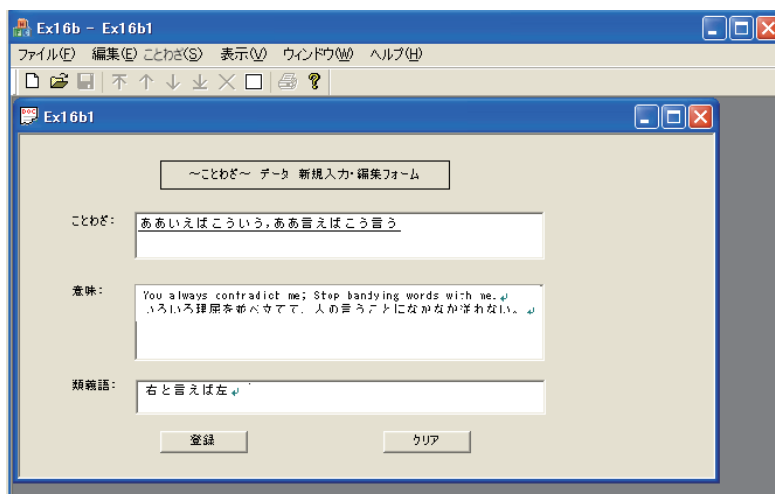 Ex16b - Ex16b1
ファイル(F) 編集(E) ことわざ(S) 表示(V) ウィンドウ(W) ヘルプ(H)
Ex16b1
～ことわざ～ データ 新規入力・編集フォーム
ことわざ:
ああいえばこういう,ああ言えばこう言う
意味:
You always contradict me; Stop bandying words with me.
いろいろ理屈を並べ立てて、人の言うことになかなか従わない。
類義語:
右と言えば左
登録 クリア